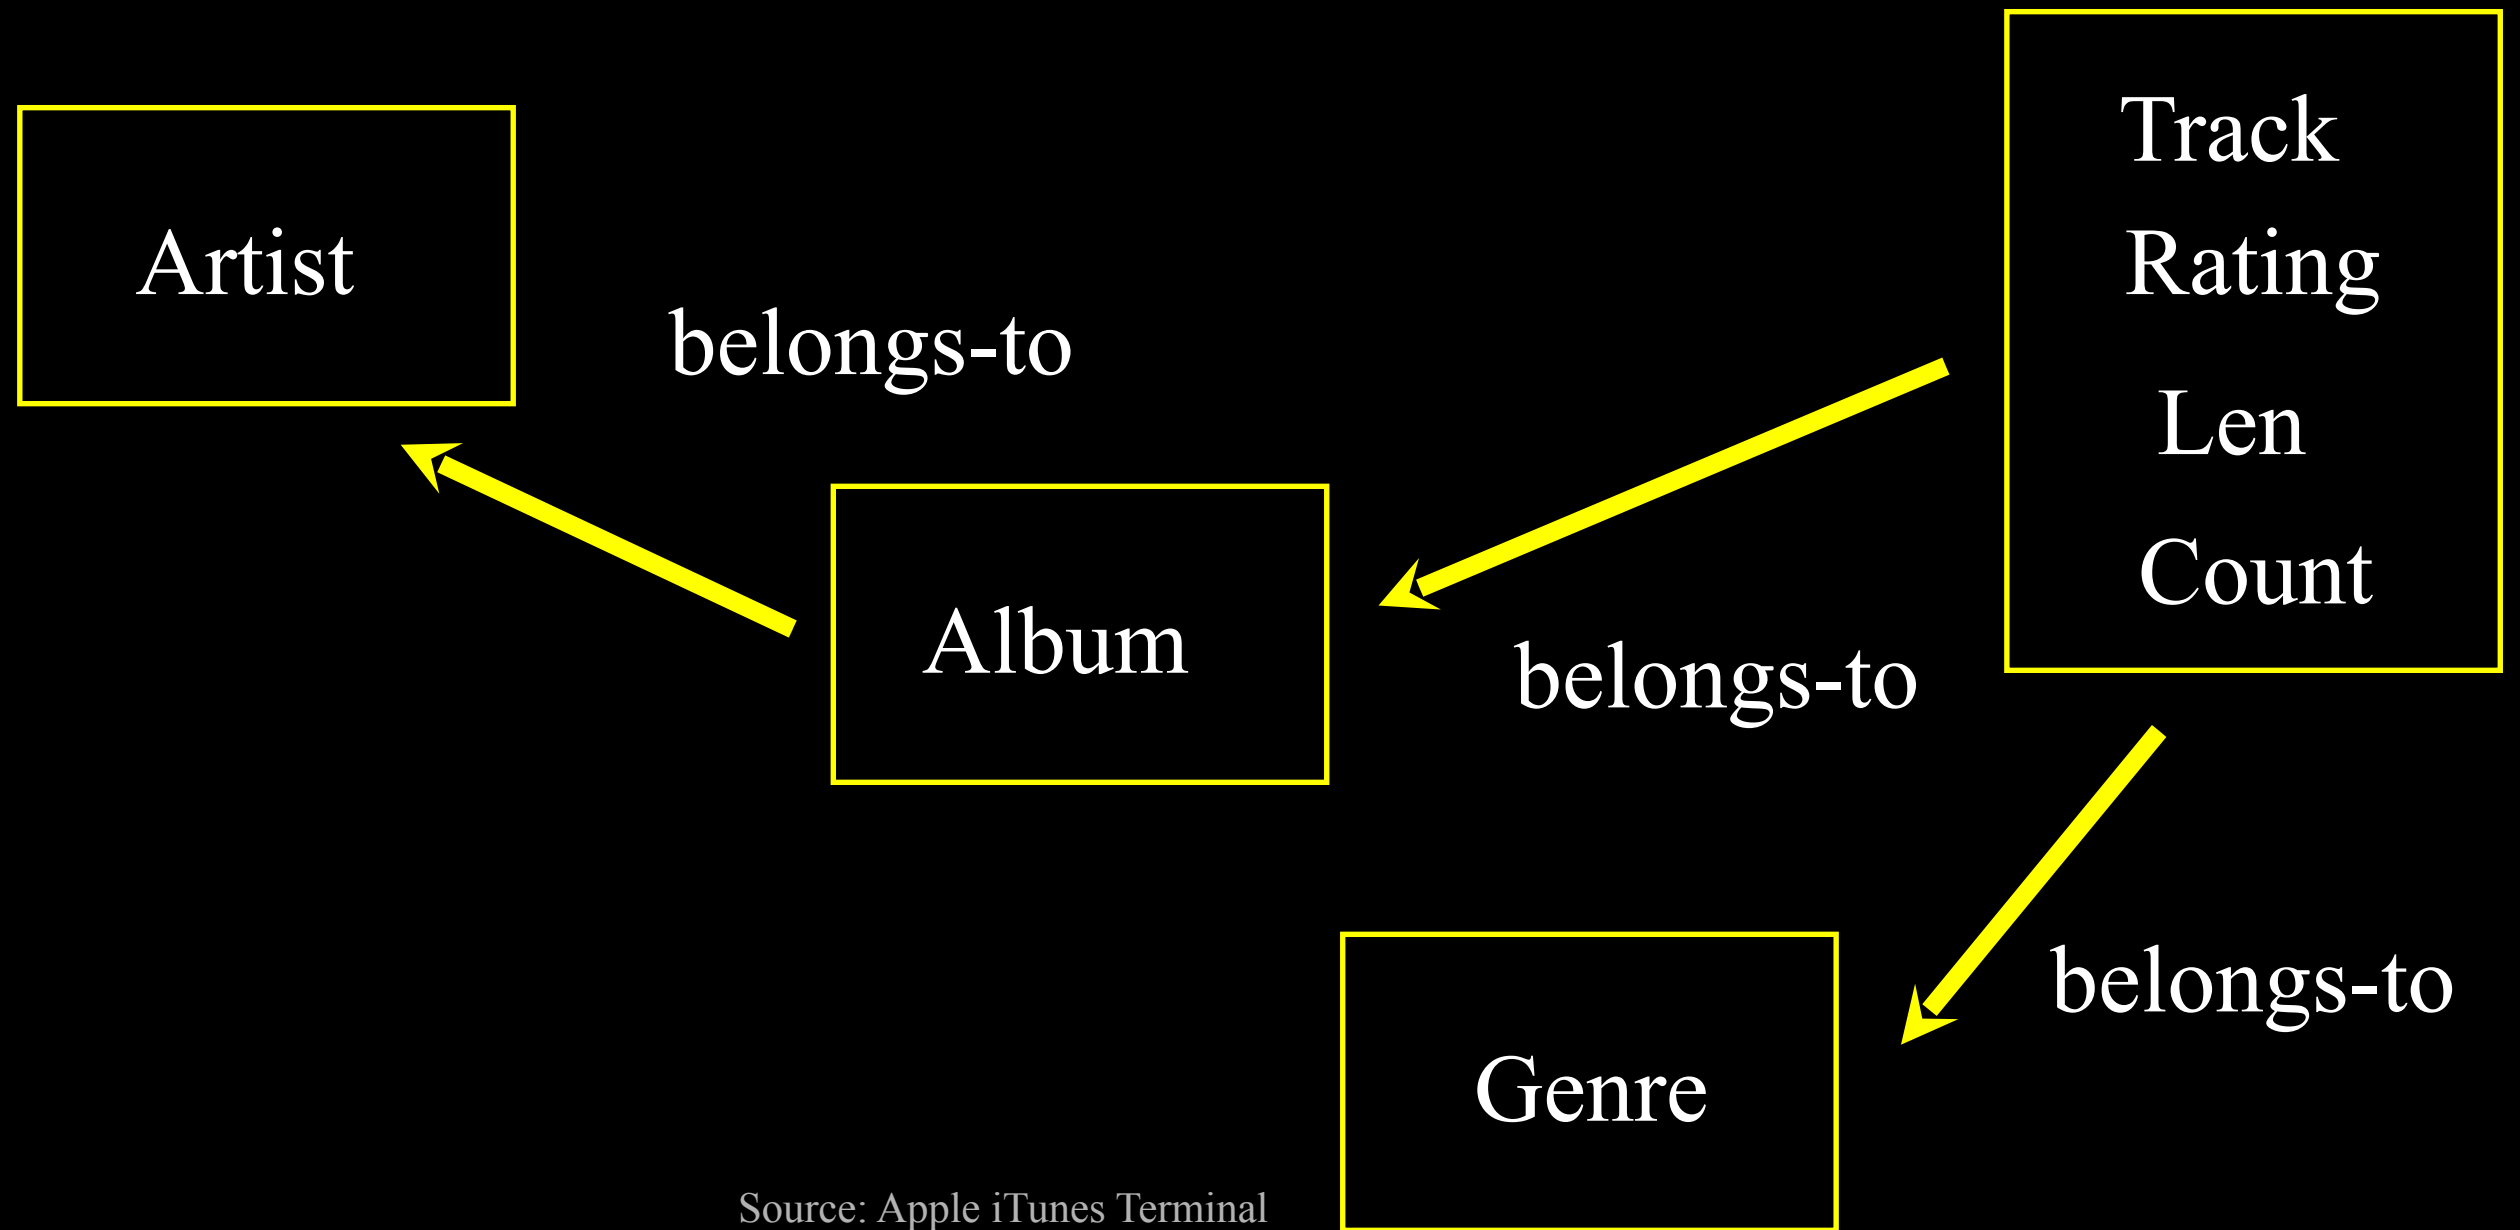 Artist
belongs-to
Album
belongs-to
Track
Rating
Len
Count
belongs-to
Genre
Source: Apple iTunes Terminal